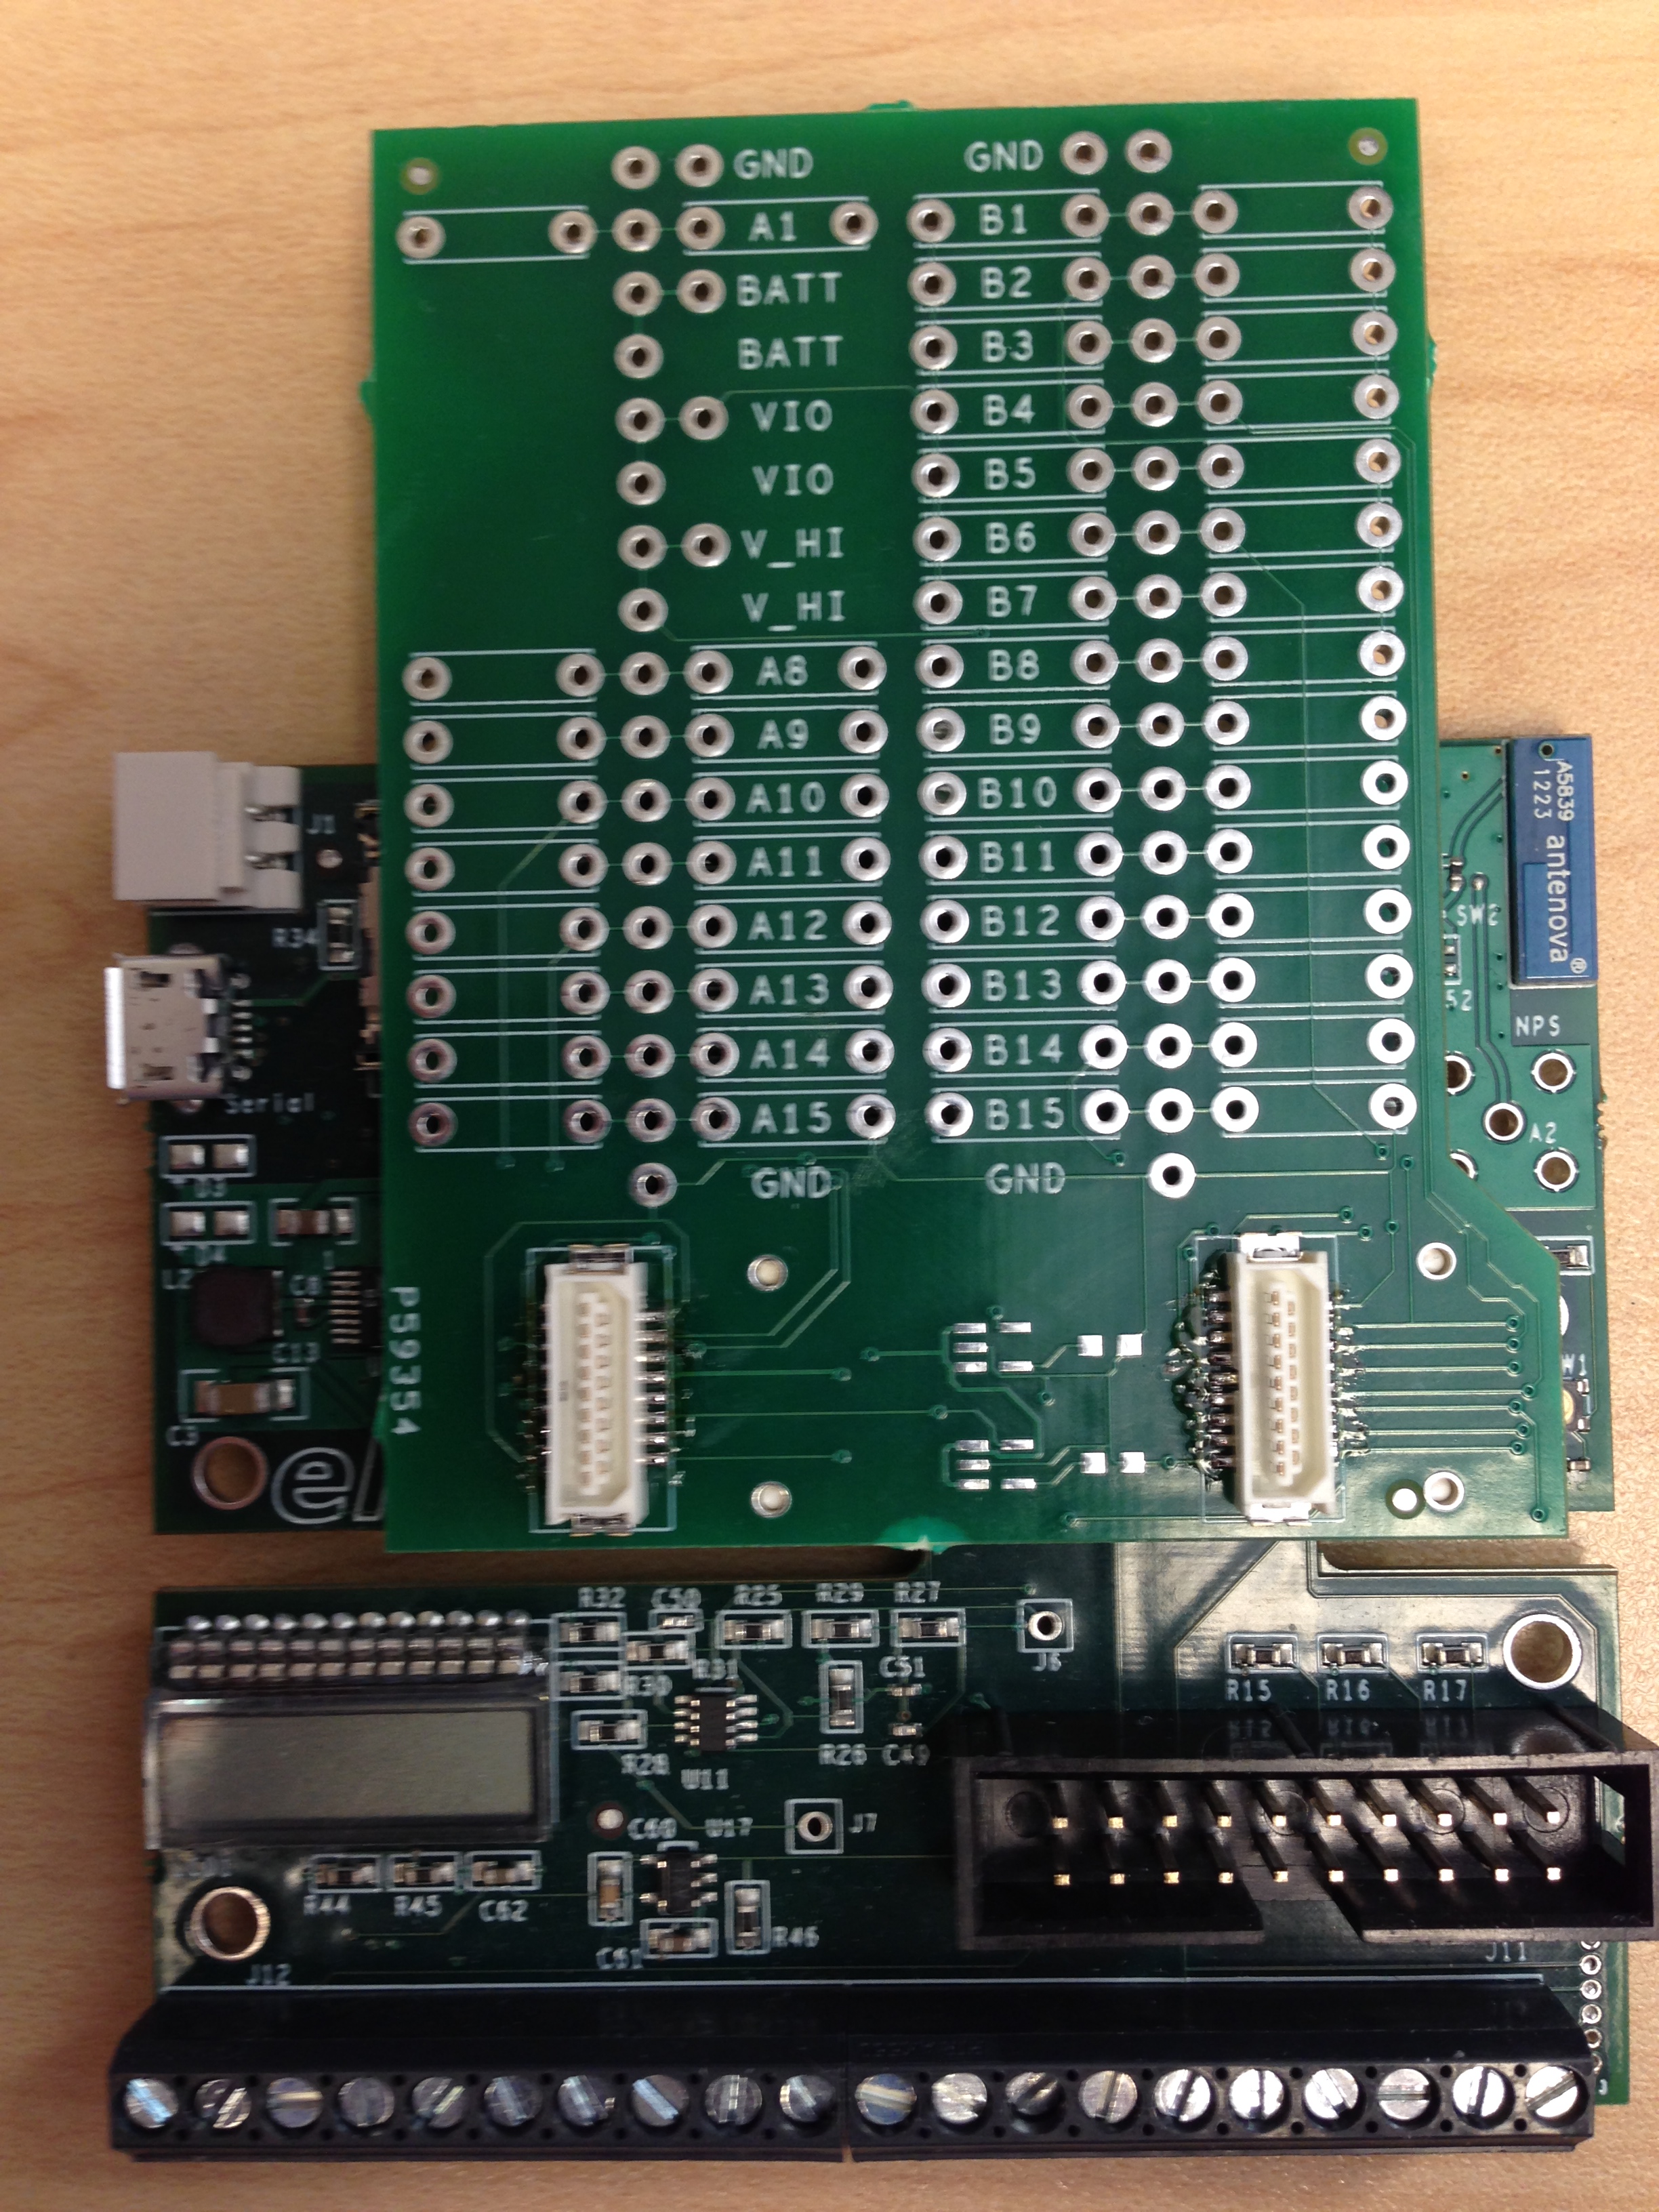 GND GND
A1 B1
BATT B2
BATT B3
VIO B4
VIO B5
V_HI B6
V_HI B7
A8 B8
A9 B9
A10 B10
A11 B11
A12 B12
A13 B13
A14 B14
A15 B15
GND GND
P59354
J1
R34
Serial
D3
D4
L2
C8
C13
C3
A5839
1223
antenova®
SW2
52
NPS
A2
W1
R32 C50 R25 R29 R27
R31 C51 J6
R30
R15 R16 R17
R28 U11 R26 C49
C60 U17 J7
R44 R45 C62
C61 R46
J12 J11